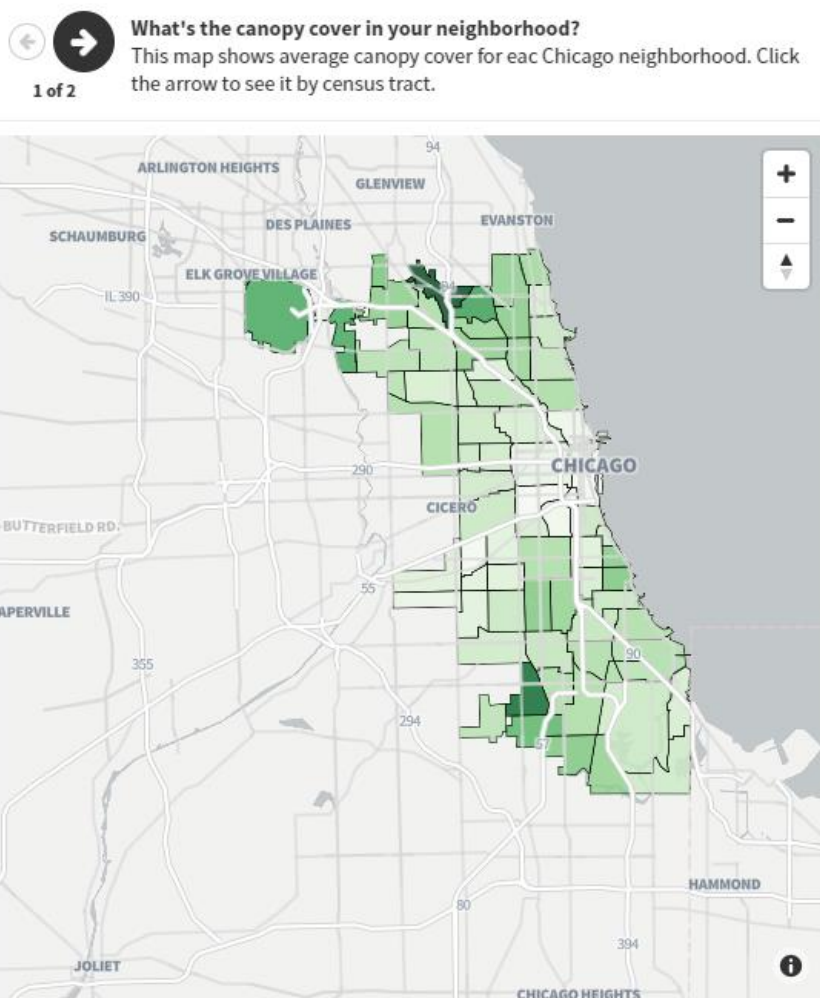 What's the canopy cover in your neighborhood?
This map shows average canopy cover for eac Chicago neighborhood. Click
the arrow to see it by census tract.
1 of 2
94
ARLINGTON HEIGHTS
GLENVIEW
DES PLAINES
EVANSTON
SCHAUMBURG
ELK GROVE VILLAGE
94
IL 390
CHICAGO
290
CICERO
BUTTERFIELD RD.
55
APERVILLE
90
355
294
57
HAMMOND
80
394
JOLIET
CHICAGO HEIGHTS